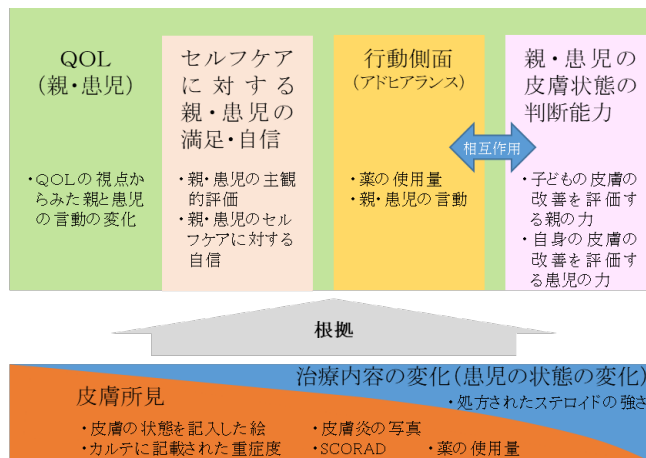 QOL
(親・患児)
・QOLの視点か
らみた親と患児
の言動の変化
セルフケア
に対する
親・患児の
満足・自信
・親・患児の主観
的評価
・親・患児のセル
フケアに対する
自信
行動側面
(アドヒアランス)
・薬の使用量
・親・患児の言動
相互作用
親・患児の
皮膚状態の
判断能力
・子どもの皮膚の
改善を評価す
る親の力
・自身の皮膚の
改善を評価す
る患児の力
根拠
治療内容の変化(患児の状態の変化)
・処方されたステロイドの強さ
皮膚所見
・皮膚の状態を記入した絵
・皮膚炎の写真
・カルテに記載された重症度
・SCORAD
・薬の使用量